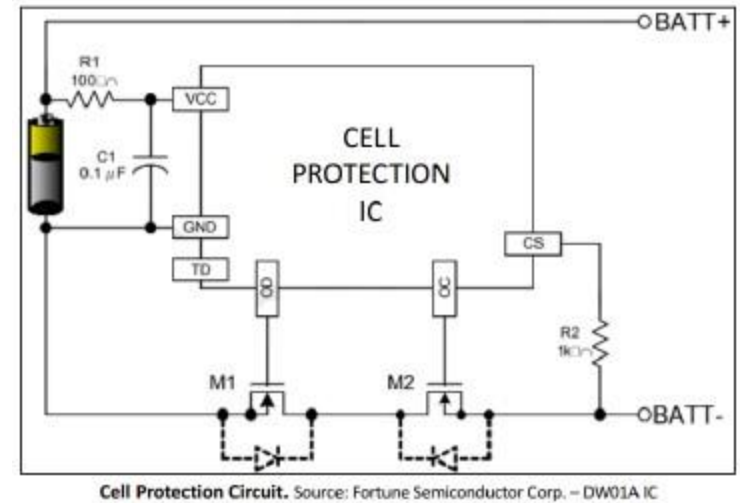 BATT+
R1
100□∩
VCC
C1
0.1 µF
CELL
PROTECTION
IC
GND
CS
TD
OD
OC
R2
1k□∩
M1
M2
BATT-
Cell Protection Circuit. Source: Fortune Semiconductor Corp. – DW01A IC